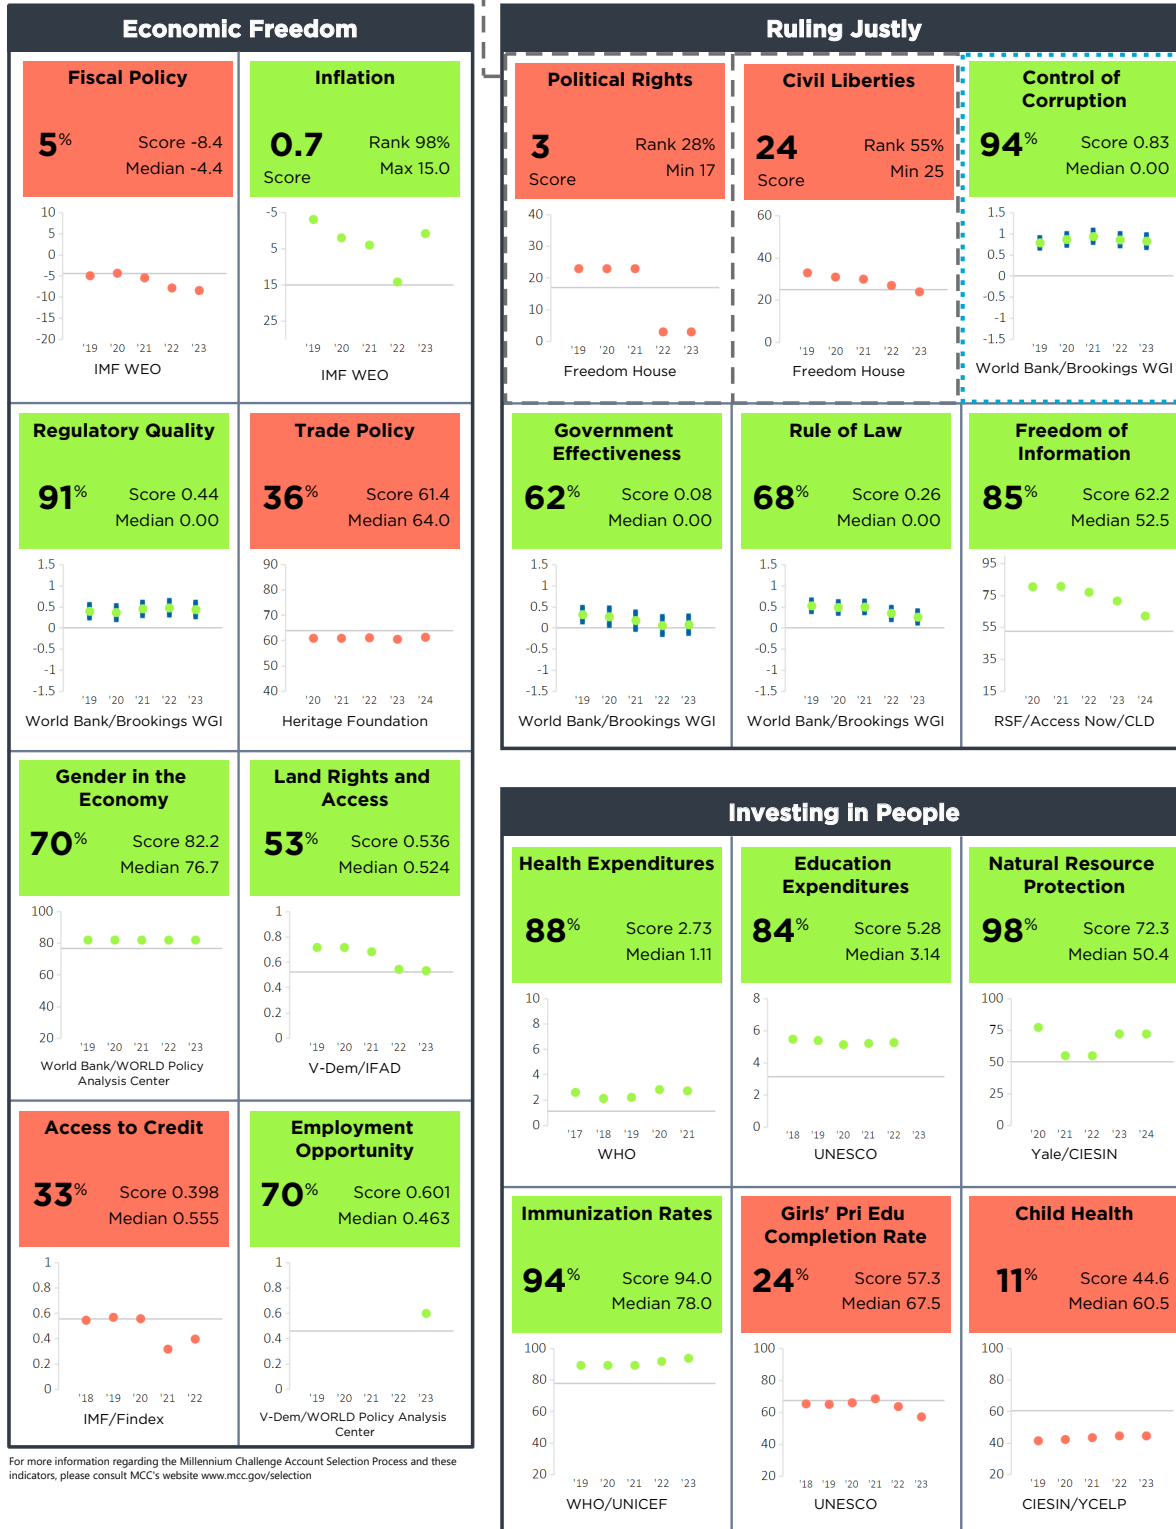 Economic Freedom
Fiscal Policy
5%
Score -8.4
Median -4.4
10
5
0
-5
-10
-15
-20
'19 '20 '21 '22 '23
IMF WEO
Inflation
0.7
Score
Rank 98%
Max 15.0
-5
5
15
25
'19 '20 '21 '22 '23
IMF WEO
Regulatory Quality
91%
Score 0.44
Median 0.00
1.5
1
0.5
0
-0.5
-1
-1.5
'19 '20 '21 '22 '23
World Bank/Brookings WGI
Trade Policy
36%
Score 61.4
Median 64.0
90
80
70
60
50
40
'20 '21 '22 '23 '24
Heritage Foundation
Gender in the
Economy
70%
Score 82.2
Median 76.7
100
80
60
40
20
'19 '20 '21 '22 '23
World Bank/WORLD Policy
Analysis Center
Land Rights and
Access
53%
Score 0.536
Median 0.524
1
0.8
0.6
0.4
0.2
0
'19 '20 '21 '22 '23
V-Dem/IFAD
Access to Credit
33%
Score 0.398
Median 0.555
1
0.8
0.6
0.4
0.2
0
'18 '19 '20 '21 '22
IMF/Findex
Employment
Opportunity
70%
Score 0.601
Median 0.463
1
0.8
0.6
0.4
0.2
0
'19 '20 '21 '22 '23
V-Dem/WORLD Policy Analysis
Center
For more information regarding the Millennium Challenge Account Selection Process and these
indicators, please consult MCC's website www.mcc.gov/selection
Ruling Justly
Political Rights
3
Score
Rank 28%
Min 17
40
30
20
10
0
'19 '20 '21 '22 '23
Freedom House
Civil Liberties
24
Score
Rank 55%
Min 25
60
40
20
0
'19 '20 '21 '22 '23
Freedom House
Control of
Corruption
94%
Score 0.83
Median 0.00
1.5
1
0.5
0
-0.5
-1
-1.5
'19 '20 '21 '22 '23
World Bank/Brookings WGI
Government
Effectiveness
62%
Score 0.08
Median 0.00
1.5
1
0.5
0
-0.5
-1
-1.5
'19 '20 '21 '22 '23
World Bank/Brookings WGI
Rule of Law
68%
Score 0.26
Median 0.00
1.5
1
0.5
0
-0.5
-1
-1.5
'19 '20 '21 '22 '23
World Bank/Brookings WGI
Freedom of
Information
85%
Score 62.2
Median 52.5
95
75
55
35
15
'20 '21 '22 '23 '24
RSF/Access Now/CLD
Investing in People
Health Expenditures
88%
Score 2.73
Median 1.11
10
8
6
4
2
0
'17 '18 '19 '20 '21
WHO
Education
Expenditures
84%
Score 5.28
Median 3.14
8
6
4
2
0
'18 '19 '20 '21 '22 '23
UNESCO
Natural Resource
Protection
98%
Score 72.3
Median 50.4
100
75
50
25
0
'20 '21 '22 '23 '24
Yale/CIESIN
Immunization Rates
94%
Score 94.0
Median 78.0
100
80
60
40
20
'19 '20 '21 '22 '23
WHO/UNICEF
Girls' Pri Edu
Completion Rate
24%
Score 57.3
Median 67.5
100
80
60
40
20
'18 '19 '20 '21 '22 '23
UNESCO
Child Health
11%
Score 44.6
Median 60.5
100
80
60
40
20
'19 '20 '21 '22 '23
CIESIN/YCELP